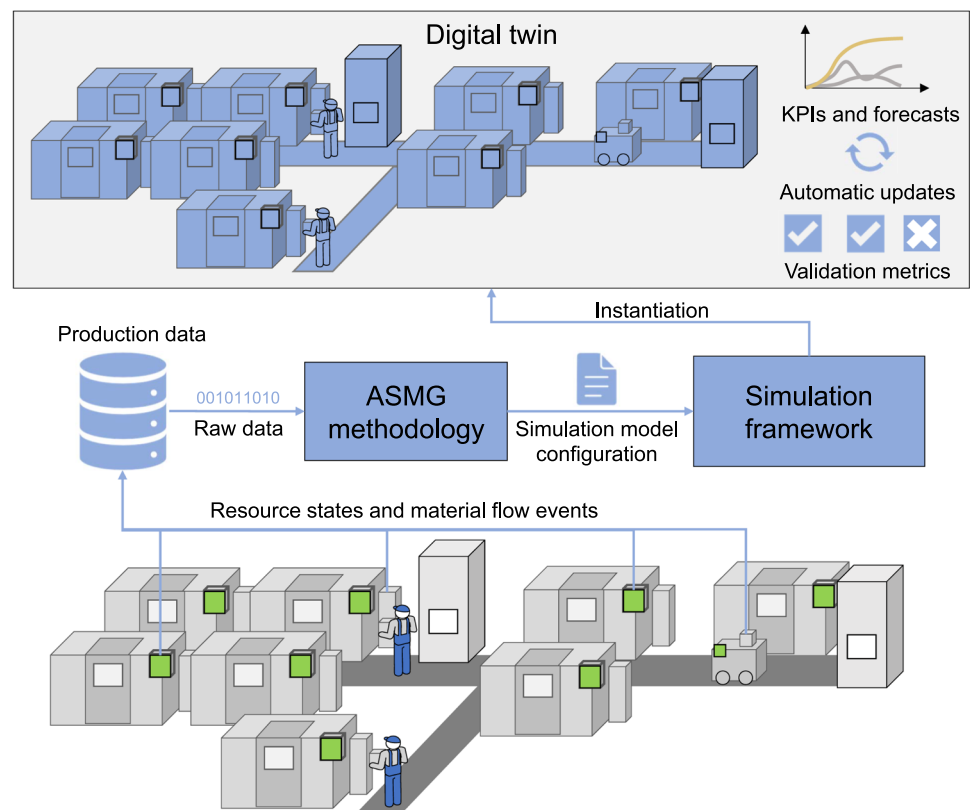 Digital twin
KPIs and forecasts
Automatic updates
Validation metrics
Instantiation
Production data
001011010
Raw data
ASMG
methodology
Simulation model
configuration
Simulation
framework
Resource states and material flow events